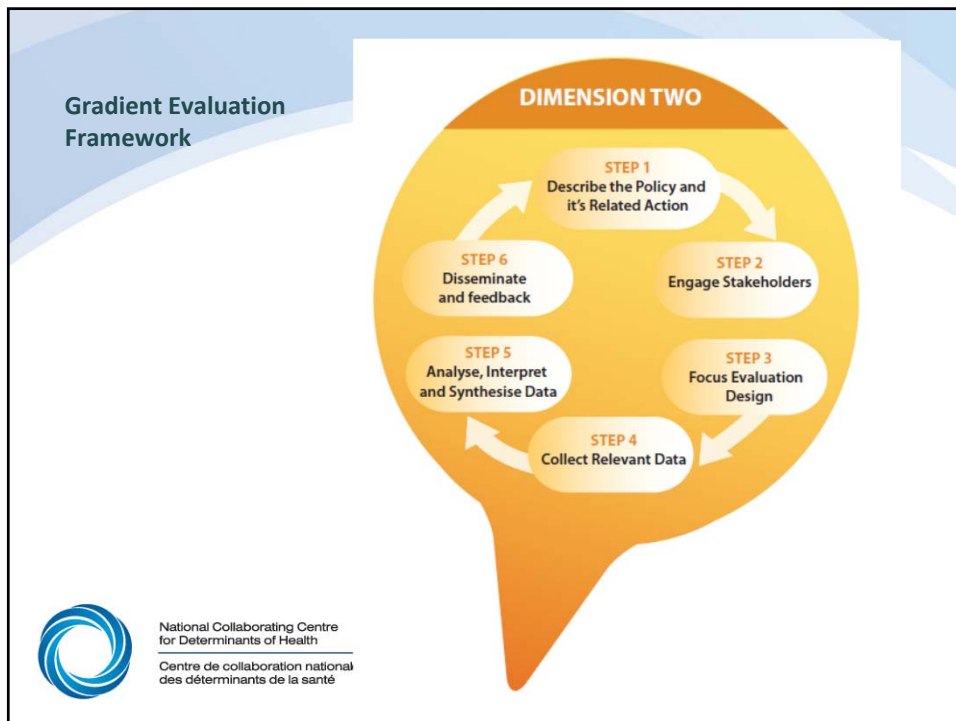 Gradient Evaluation
Framework
DIMENSION TWO
STEP 1
Describe the Policy and
it's Related Action
STEP 2
Engage Stakeholders
STEP 3
Focus Evaluation
Design
STEP 4
Collect Relevant Data
STEP 5
Analyse, Interpret
and Synthesise Data
STEP 6
Disseminate
and feedback
National Collaborating Centre
for Determinants of Health
Centre de collaboration national
des déterminants de la santé